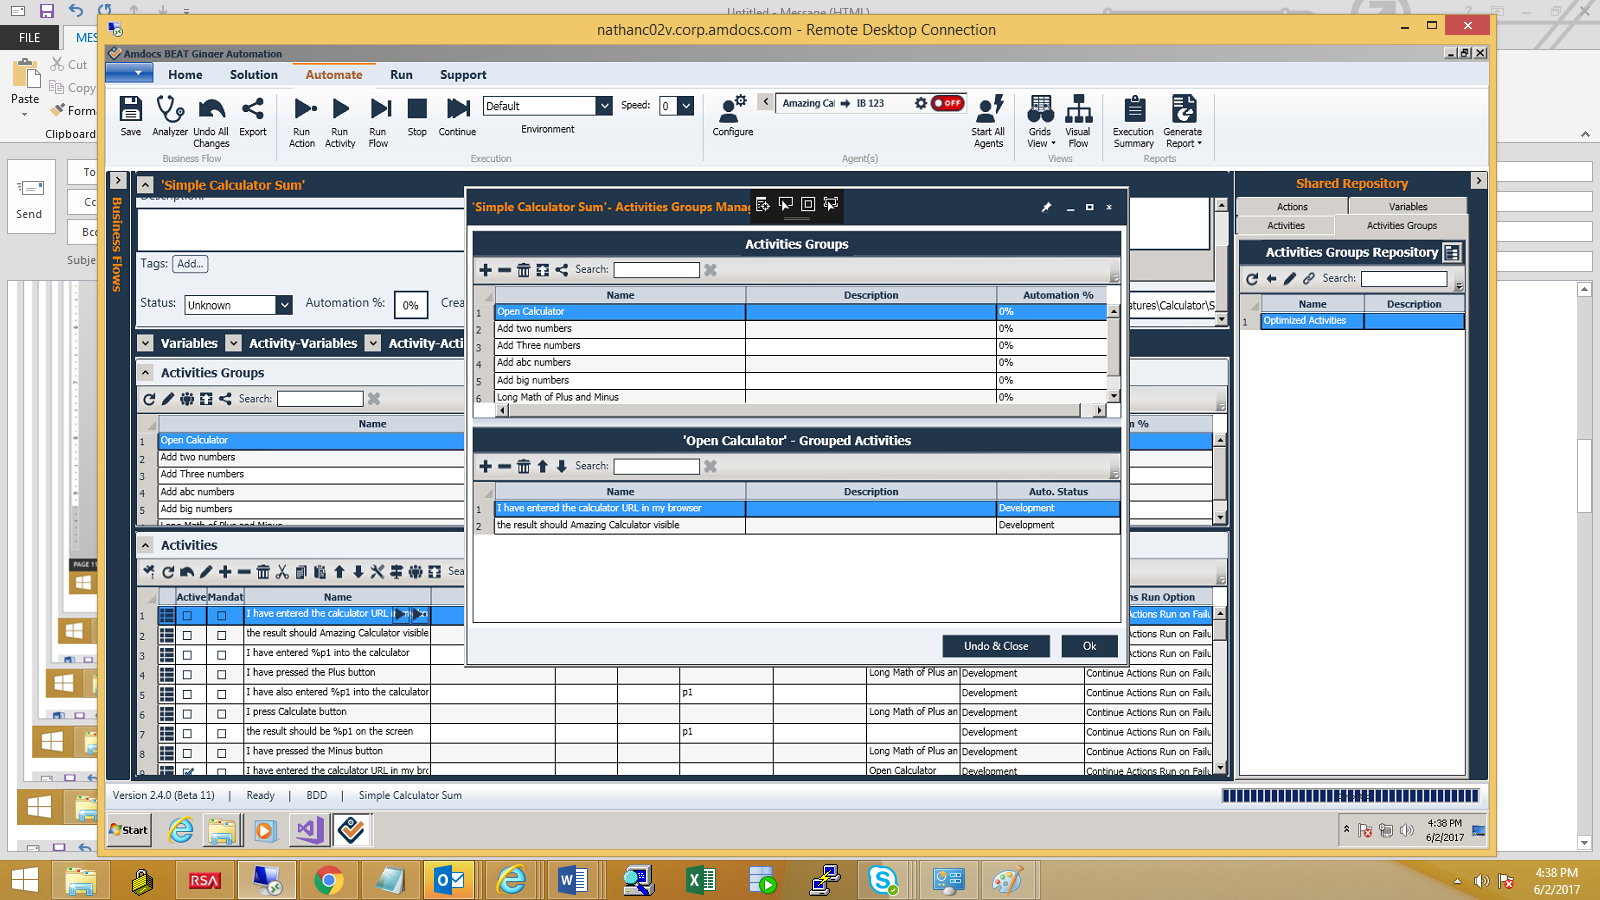 Untitled - Message (HTML)
nathanc02v.corp.amdocs.com - Remote Desktop Connection
FILE
MES
Cut
Copy
Paste
Form
Clipboard
To
Cc
Bcc
Send
Subje
PAGE 11
Amdocs BEAT Ginger Automation
Home Solution Automate Run Support
Save Analyzer Undo All Changes Export
Business Flow
Run Action Run Activity Run Flow Stop Continue
Default
Environment
Speed: 0
Execution
Configure
Amazing Cal IB 123 OFF
Start All Agents
Agent(s)
Grids View Visual Flow
Views
Execution Summary Generate Report
Reports
Business Flows
'Simple Calculator Sum'
Description:
Tags: Add...
Status: Unknown Automation %: 0% Crea
atures\Calculator\S
Variables Activity-Variables Activity-Acti
Activities Groups
Search:
Name
n %
1 Open Calculator
2 Add two numbers
3 Add Three numbers
4 Add abc numbers
5 Add big numbers
Long Math of Plus and Minus
Activities
Sea
Active Mandat Name
s Run Option
1 I have entered the calculator URL in my bro
Actions Run on Failu
2 the result should Amazing Calculator visible
Actions Run on Failu
3 I have entered %p1 into the calculator
Actions Run on Failu
4 I have pressed the Plus button Long Math of Plus an Development Continue Actions Run on Failu
5 I have also entered %p1 into the calculator p1 Development Continue Actions Run on Failu
6 I press Calculate button Long Math of Plus an Development Continue Actions Run on Failu
7 the result should be %p1 on the screen p1 Development Continue Actions Run on Failu
8 I have pressed the Minus button Long Math of Plus an Development Continue Actions Run on Failu
9 I have entered the calculator URL in my bro Open Calculator Development Continue Actions Run on Failu
'Simple Calculator Sum'- Activities Groups Mana
Activities Groups
Search:
Name Description Automation %
1 Open Calculator 0%
2 Add two numbers 0%
3 Add Three numbers 0%
4 Add abc numbers 0%
5 Add big numbers 0%
6 Long Math of Plus and Minus 0%
'Open Calculator' - Grouped Activities
Search:
Name Description Auto. Status
1 I have entered the calculator URL in my browser Development
2 the result should Amazing Calculator visible Development
Undo & Close Ok
Shared Repository
Actions Variables
Activities Activities Groups
Activities Groups Repository
Search:
Name Description
1 Optimized Activities
Version 2.4.0 (Beta 11) | Ready | BDD | Simple Calculator Sum
Start
4:38 PM
6/2/2017
RSA
4:38 PM
6/2/2017